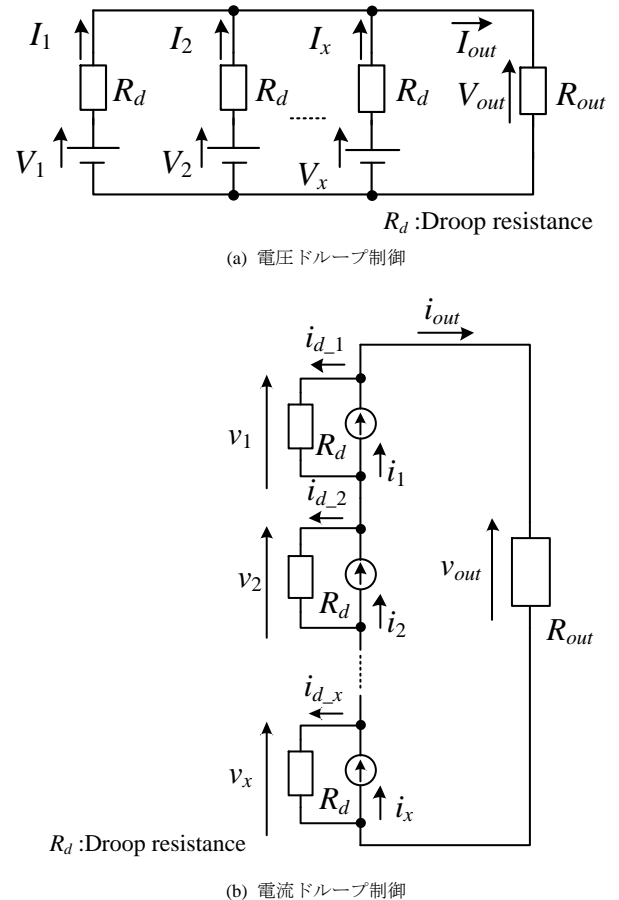 I1 I2 Ix Iout
Rd Rd Rd Vout Rout
V1 V2 Vx
Rd :Droop resistance
(a) 電圧ドループ制御
iout
id_1
v1 Rd i1
id_2
v2 Rd i2 vout Rout
id_x
vx Rd ix
Rd :Droop resistance
(b) 電流ドループ制御